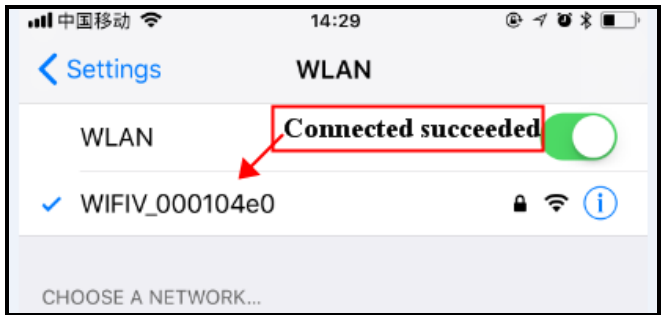 中国移动 14:29
Settings WLAN
WLAN Connected succeeded
WIFIV_000104e0
CHOOSE A NETWORK...